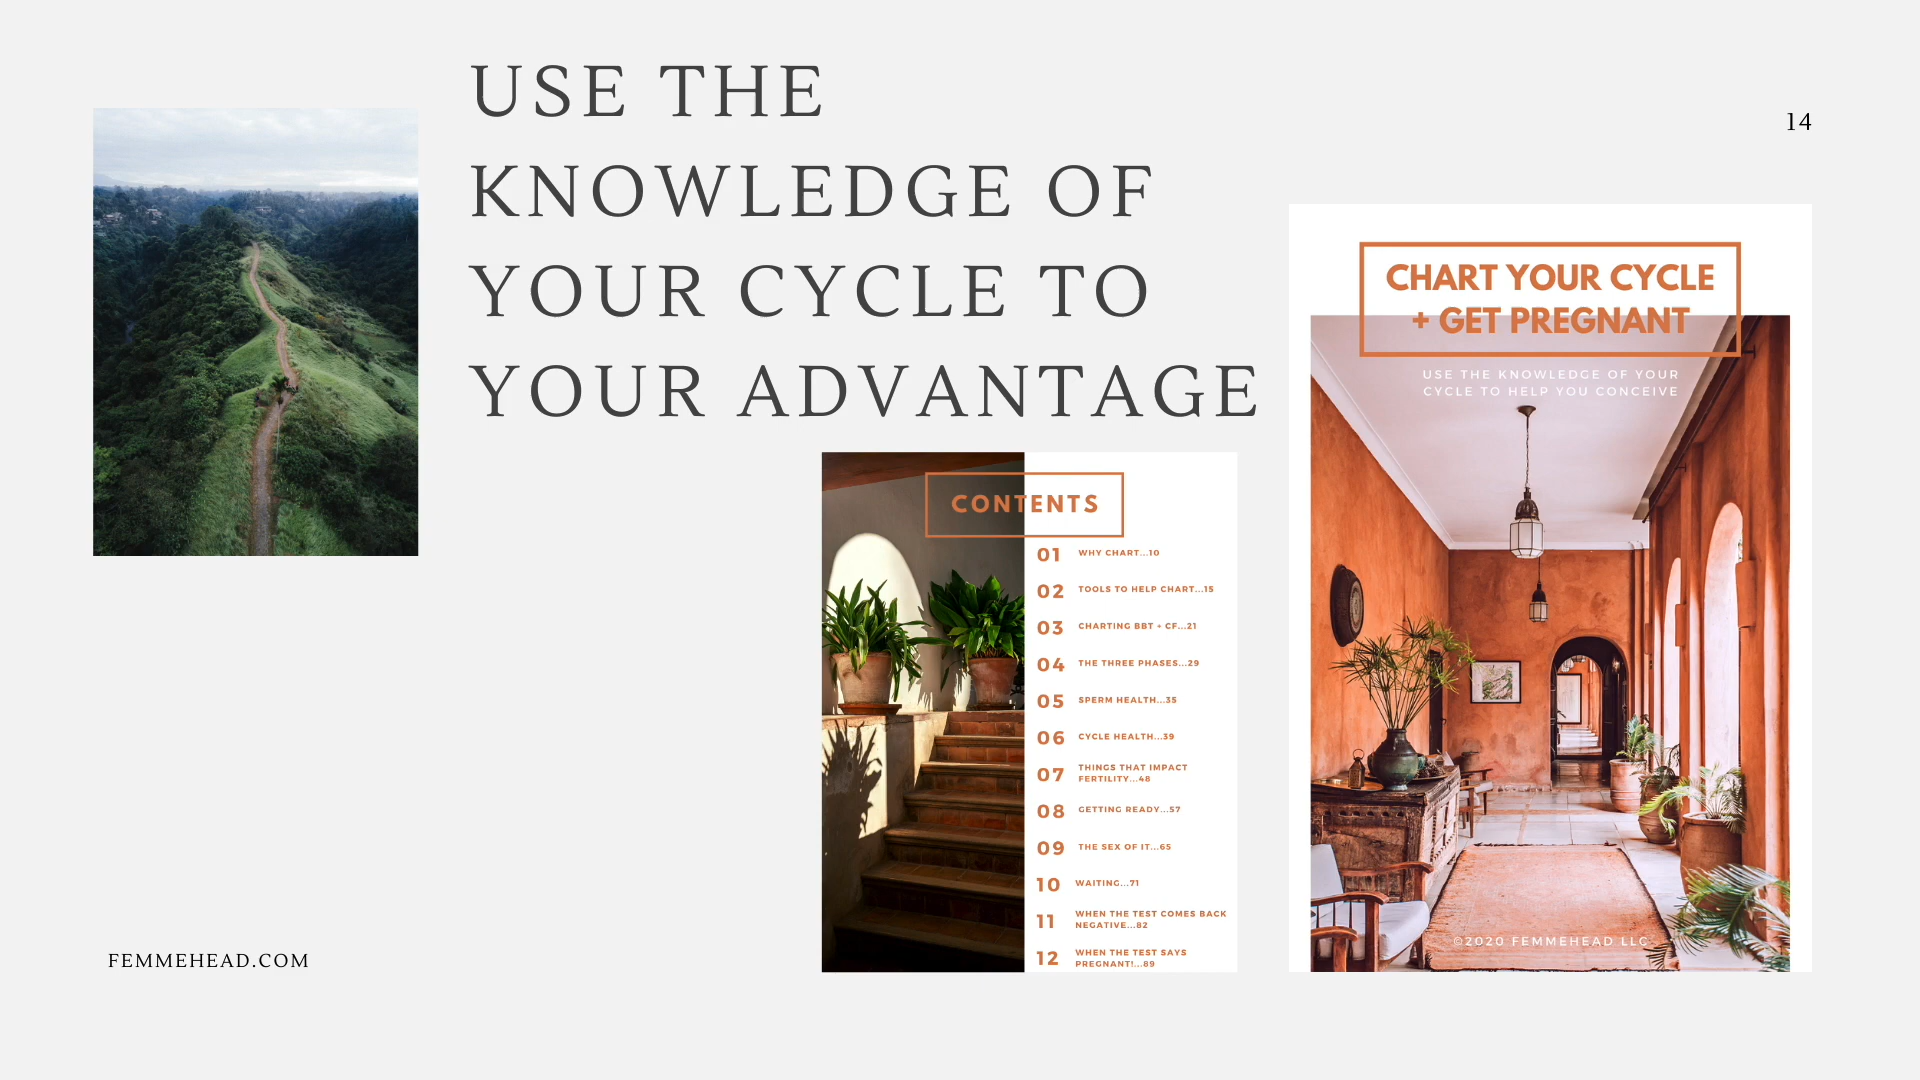 USE THE
KNOWLEDGE OF
YOUR CYCLE TO
YOUR ADVANTAGE
14
CONTENTS
01 WHY CHART...10
02 TOOLS TO HELP CHART...15
03 CHARTING BBT + CF...21
04 THE THREE PHASES...29
05 SPERM HEALTH...35
06 CYCLE HEALTH...39
07 THINGS THAT IMPACT
FERTILITY...48
08 GETTING READY...57
09 THE SEX OF IT...65
10 WAITING...71
11 WHEN THE TEST COMES BACK
NEGATIVE...82
12 WHEN THE TEST SAYS
PREGNANT!...89
CHART YOUR CYCLE
+ GET PREGNANT
USE THE KNOWLEDGE OF YOUR
CYCLE TO HELP YOU CONCEIVE
©2020 FEMMEHEAD LLC
FEMMEHEAD.COM